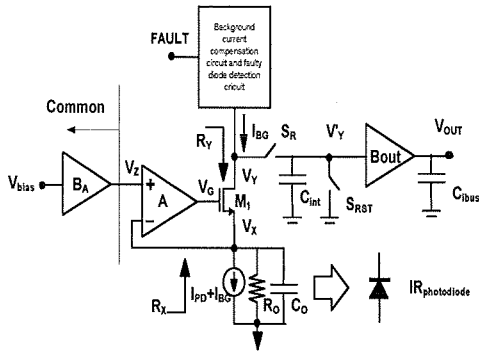 FAULT
Background
current
compensation
circuit and faulty
diode detection
cricuit
Common
RY
IBG
SR
V'Y
VOUT
Vbias
BA
VZ
+
A
−
VG
VY
M1
VX
Cint
SRST
Bout
Cibus
RX
IPD+IBG
RO
CO
IRphotodiode